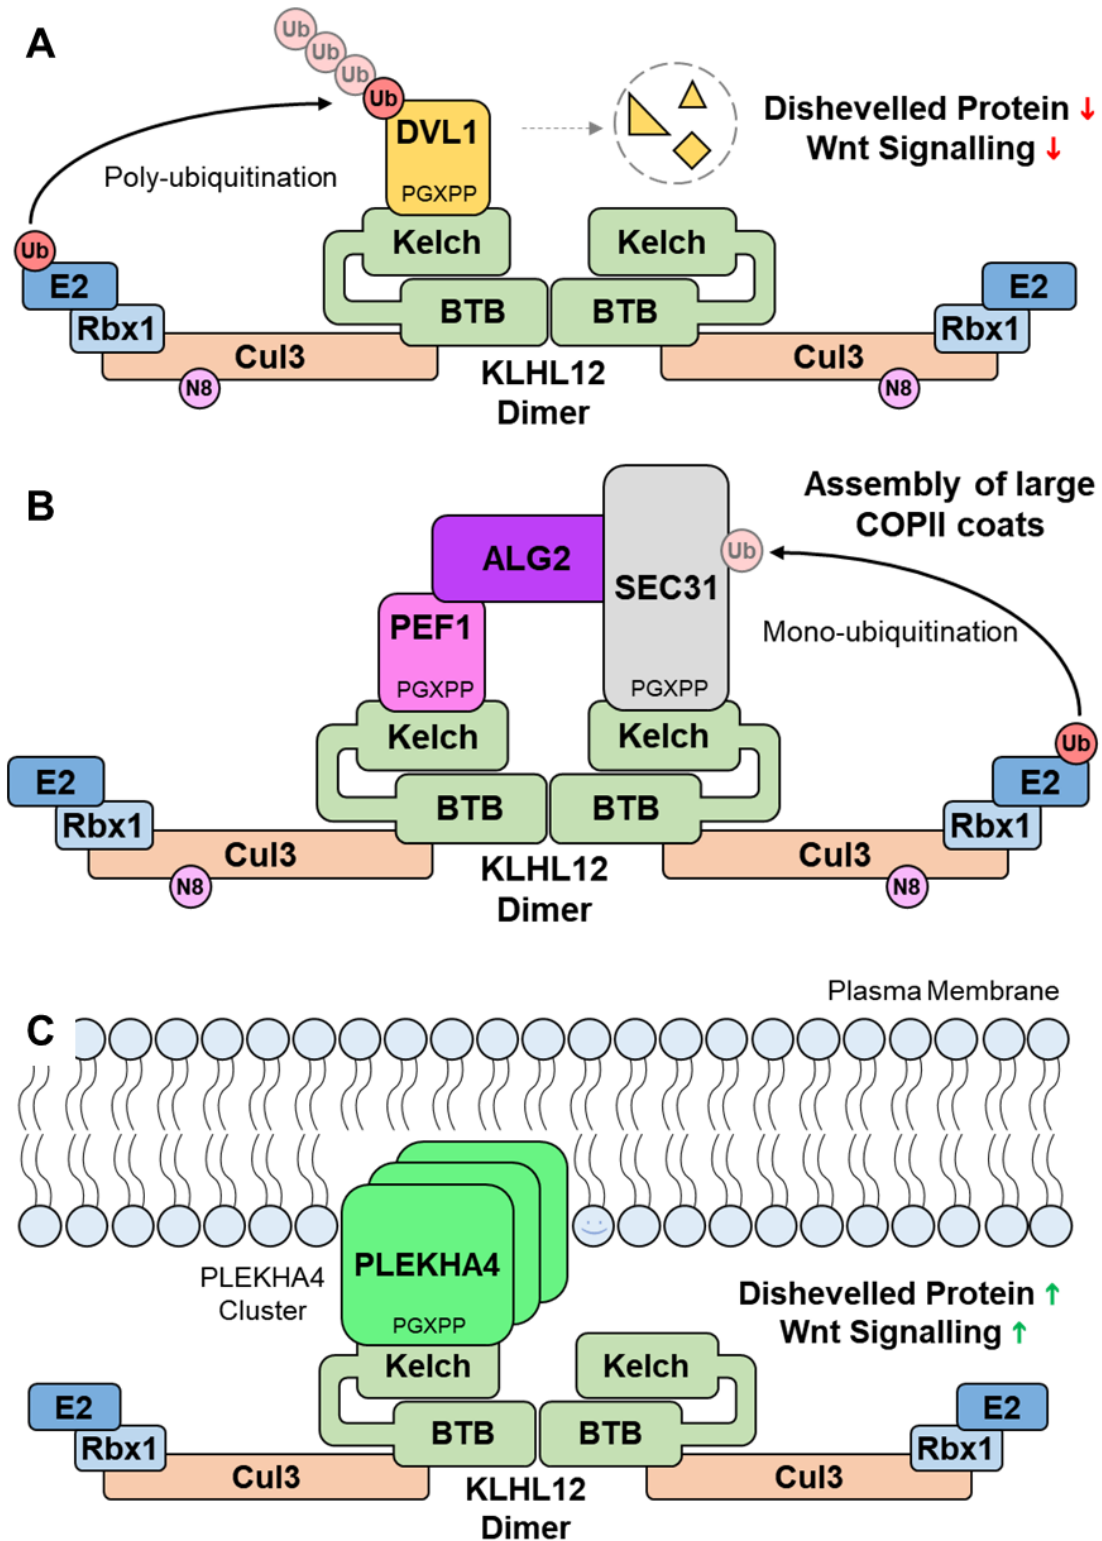 A
Ub
Ub
Ub
Ub
DVL1
PGXPP
Dishevelled Protein ↓
Wnt Signalling ↓
Poly-ubiquitination
Ub
E2
Rbx1
Cul3
N8
Kelch
BTB
Kelch
BTB
KLHL12
Dimer
Cul3
N8
Rbx1
E2
B
Assembly of large
COPII coats
ALG2
SEC31
PGXPP
Ub
PEF1
PGXPP
Mono-ubiquitination
Ub
E2
Rbx1
Cul3
N8
Kelch
BTB
Kelch
BTB
KLHL12
Dimer
Cul3
N8
Rbx1
E2
Plasma Membrane
C
PLEKHA4
PGXPP
PLEKHA4
Cluster
Dishevelled Protein ↑
Wnt Signalling ↑
E2
Rbx1
Cul3
Kelch
BTB
Kelch
BTB
KLHL12
Dimer
Cul3
Rbx1
E2